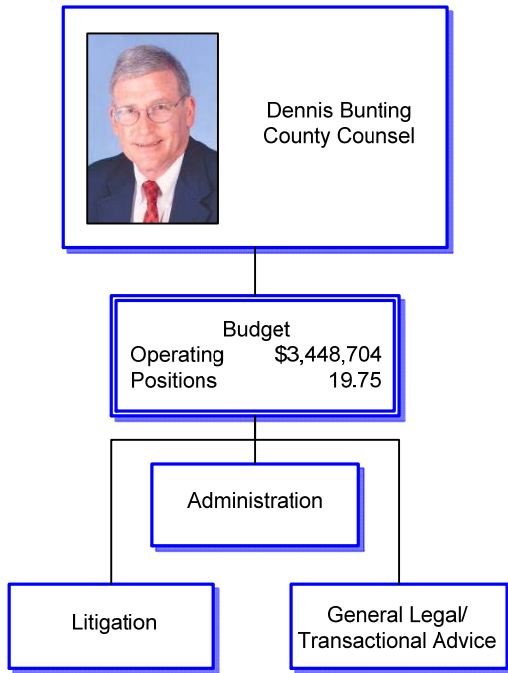 Dennis Bunting
County Counsel
Budget
Operating $3,448,704
Positions 19.75
Administration
Litigation
General Legal/
Transactional Advice